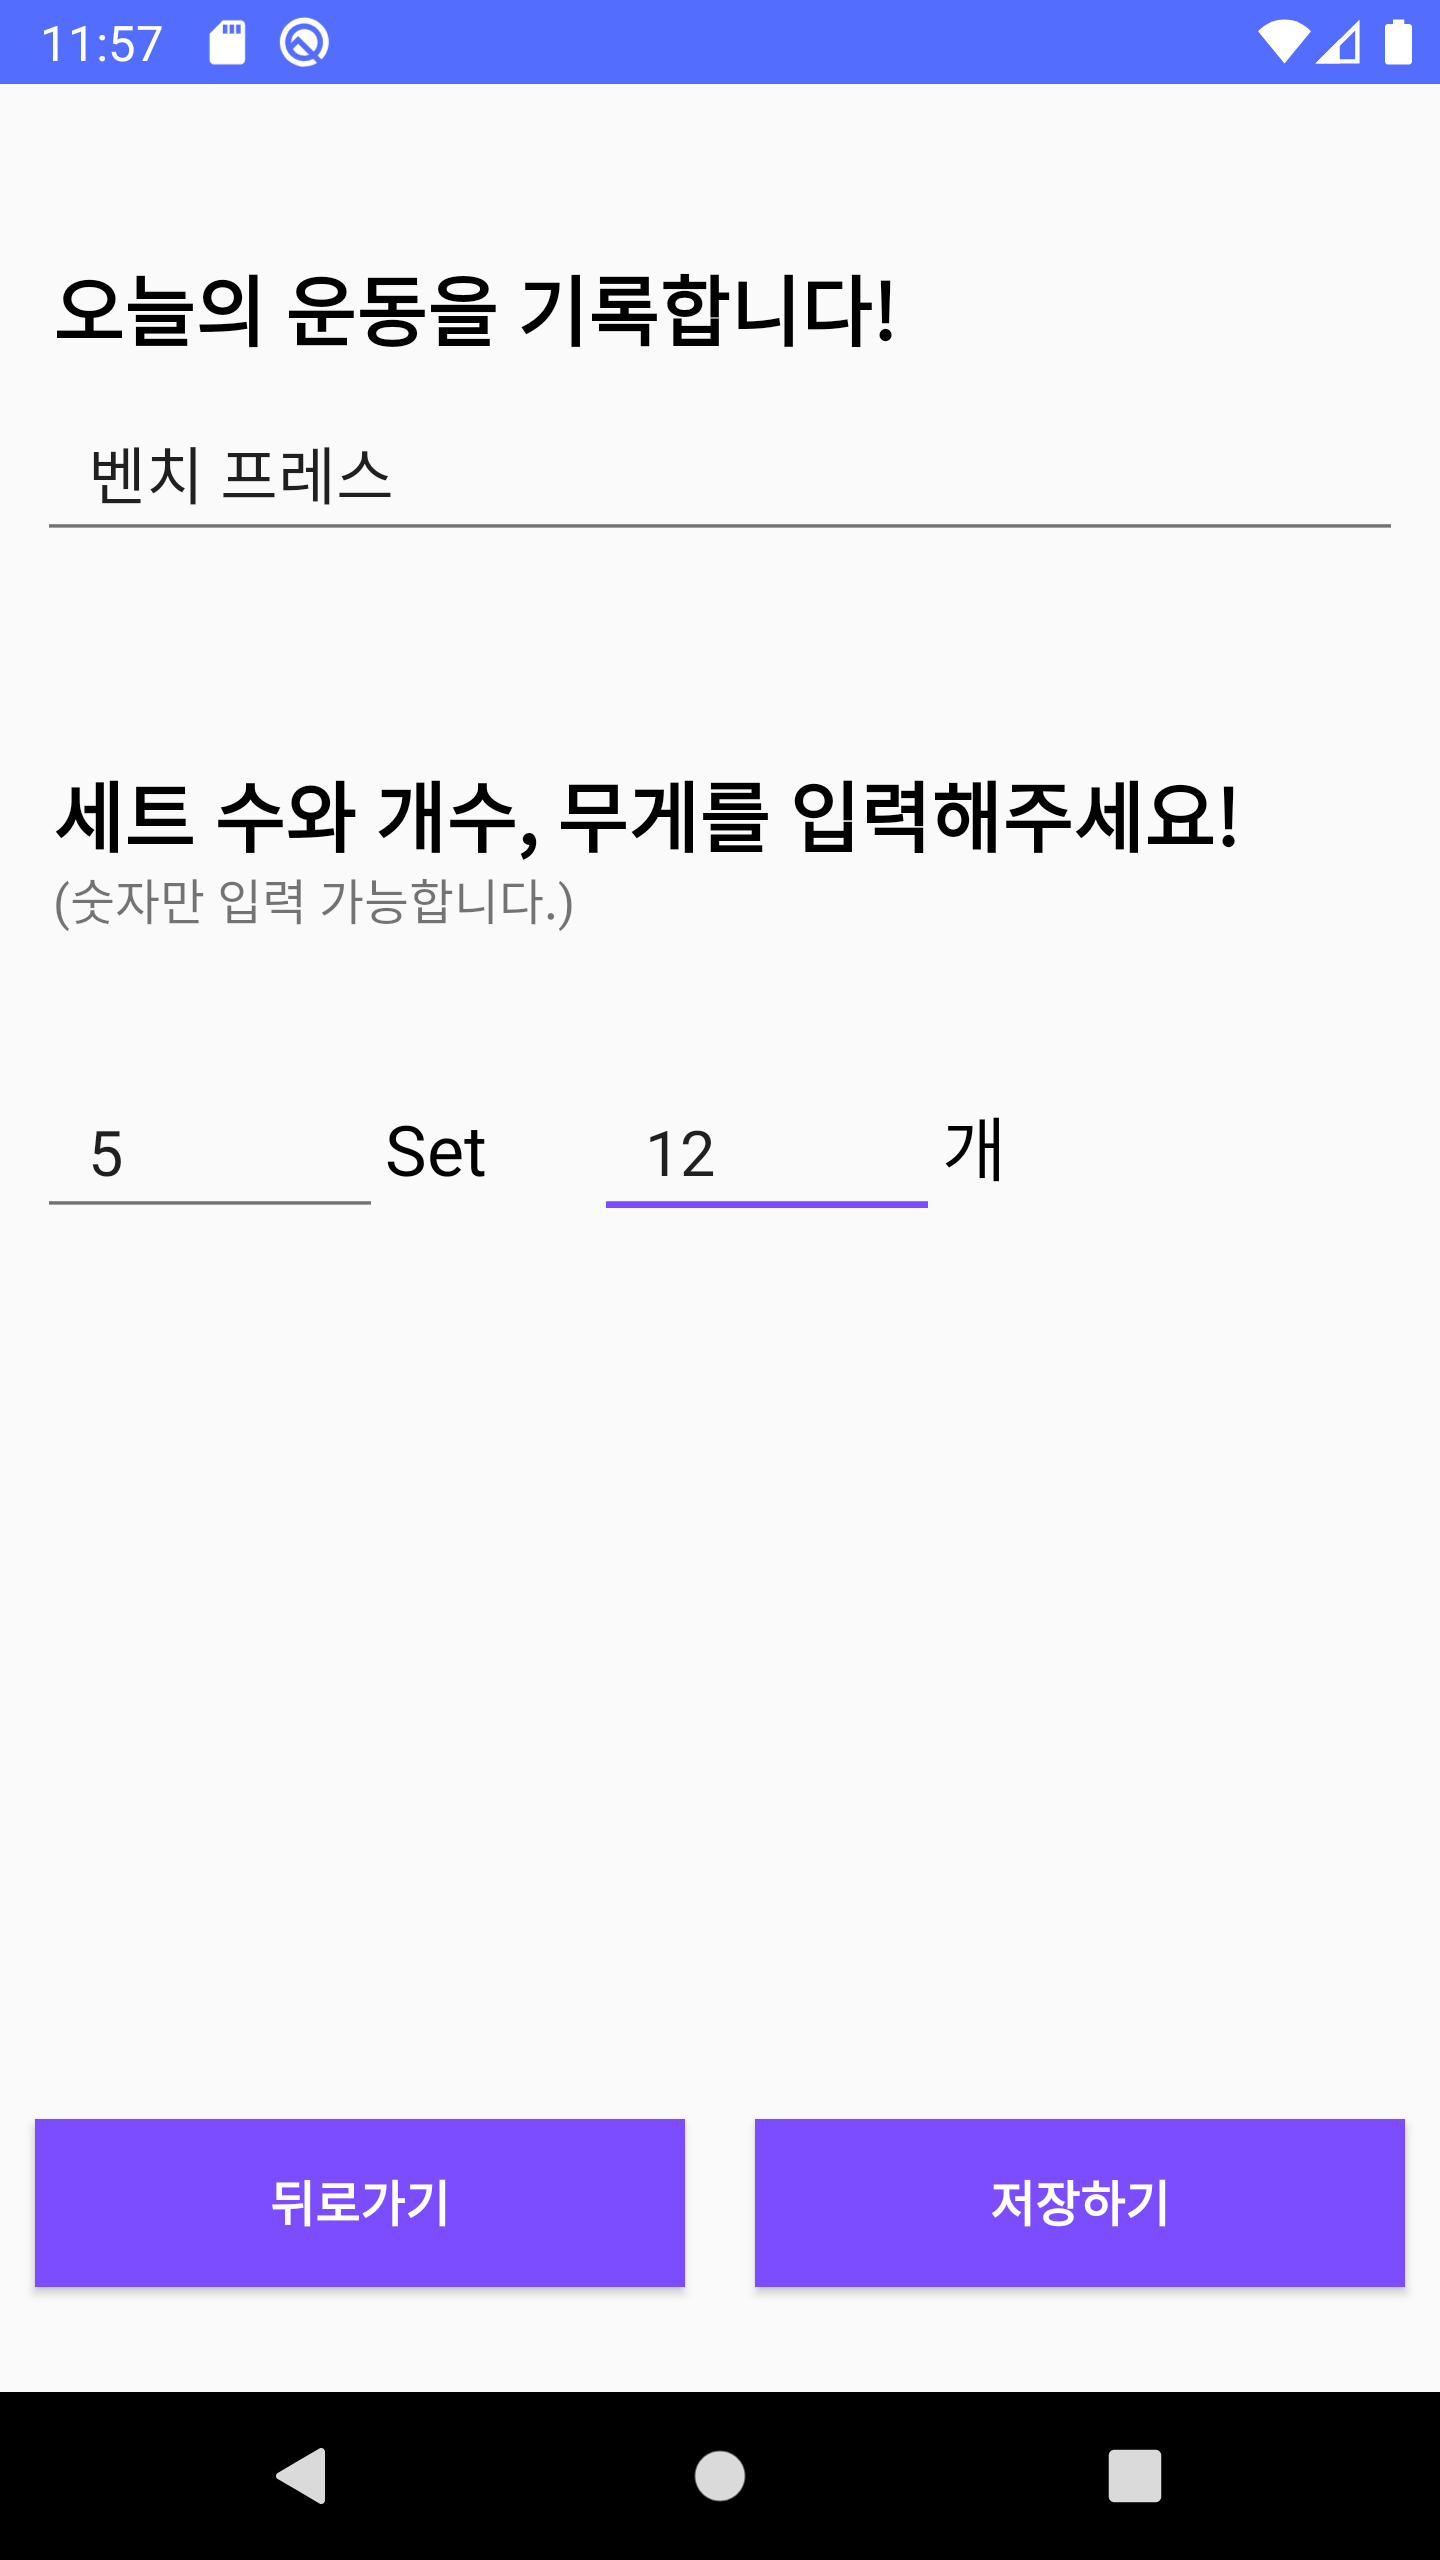 11:57
오늘의 운동을 기록합니다!
벤치 프레스
세트 수와 개수, 무게를 입력해주세요!
(숫자만 입력 가능합니다.)
5 Set 12 개
뒤로가기 저장하기